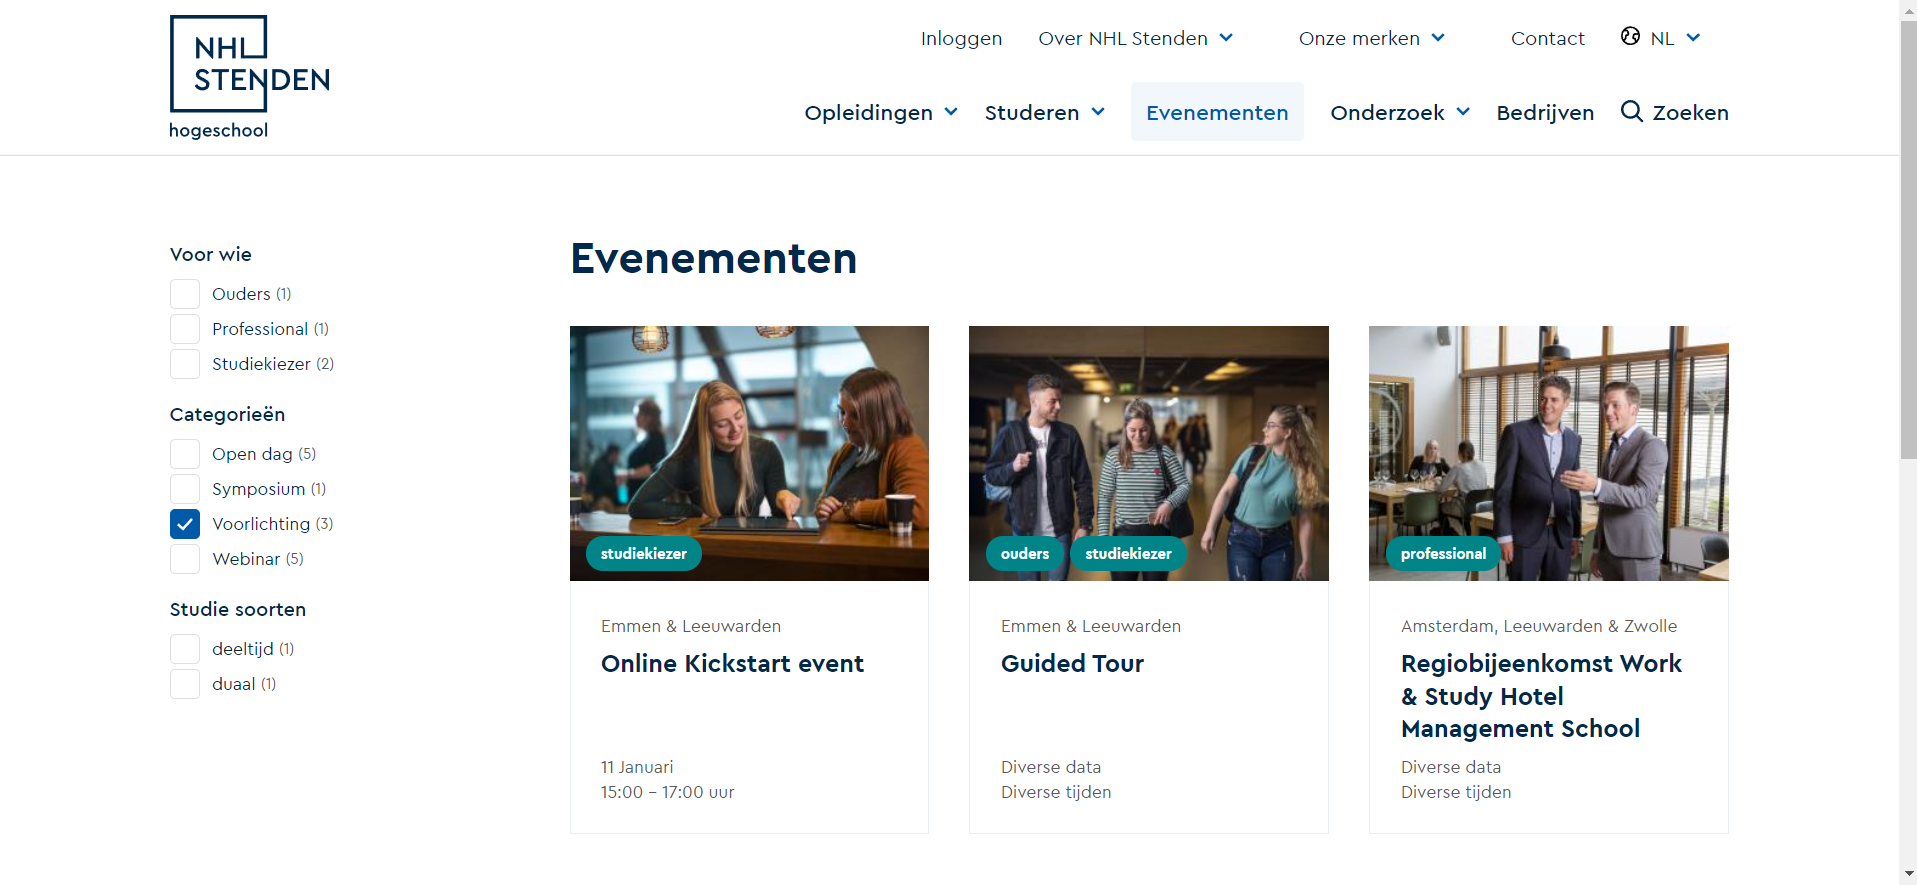 NHL
STENDEN
hogeschool
Inloggen
Over NHL Stenden
Onze merken
Contact
NL
Opleidingen
Studeren
Evenementen
Onderzoek
Bedrijven
Zoeken
Voor wie
Ouders (1)
Professional (1)
Studiekiezer (2)
Categorieën
Open dag (5)
Symposium (1)
Voorlichting (3)
Webinar (5)
Studie soorten
deeltijd (1)
duaal (1)
Evenementen
studiekiezer
Emmen & Leeuwarden
Online Kickstart event
11 Januari
15:00 - 17:00 uur
ouders
studiekiezer
Emmen & Leeuwarden
Guided Tour
Diverse data
Diverse tijden
professional
Amsterdam, Leeuwarden & Zwolle
Regiobijeenkomst Work
& Study Hotel
Management School
Diverse data
Diverse tijden